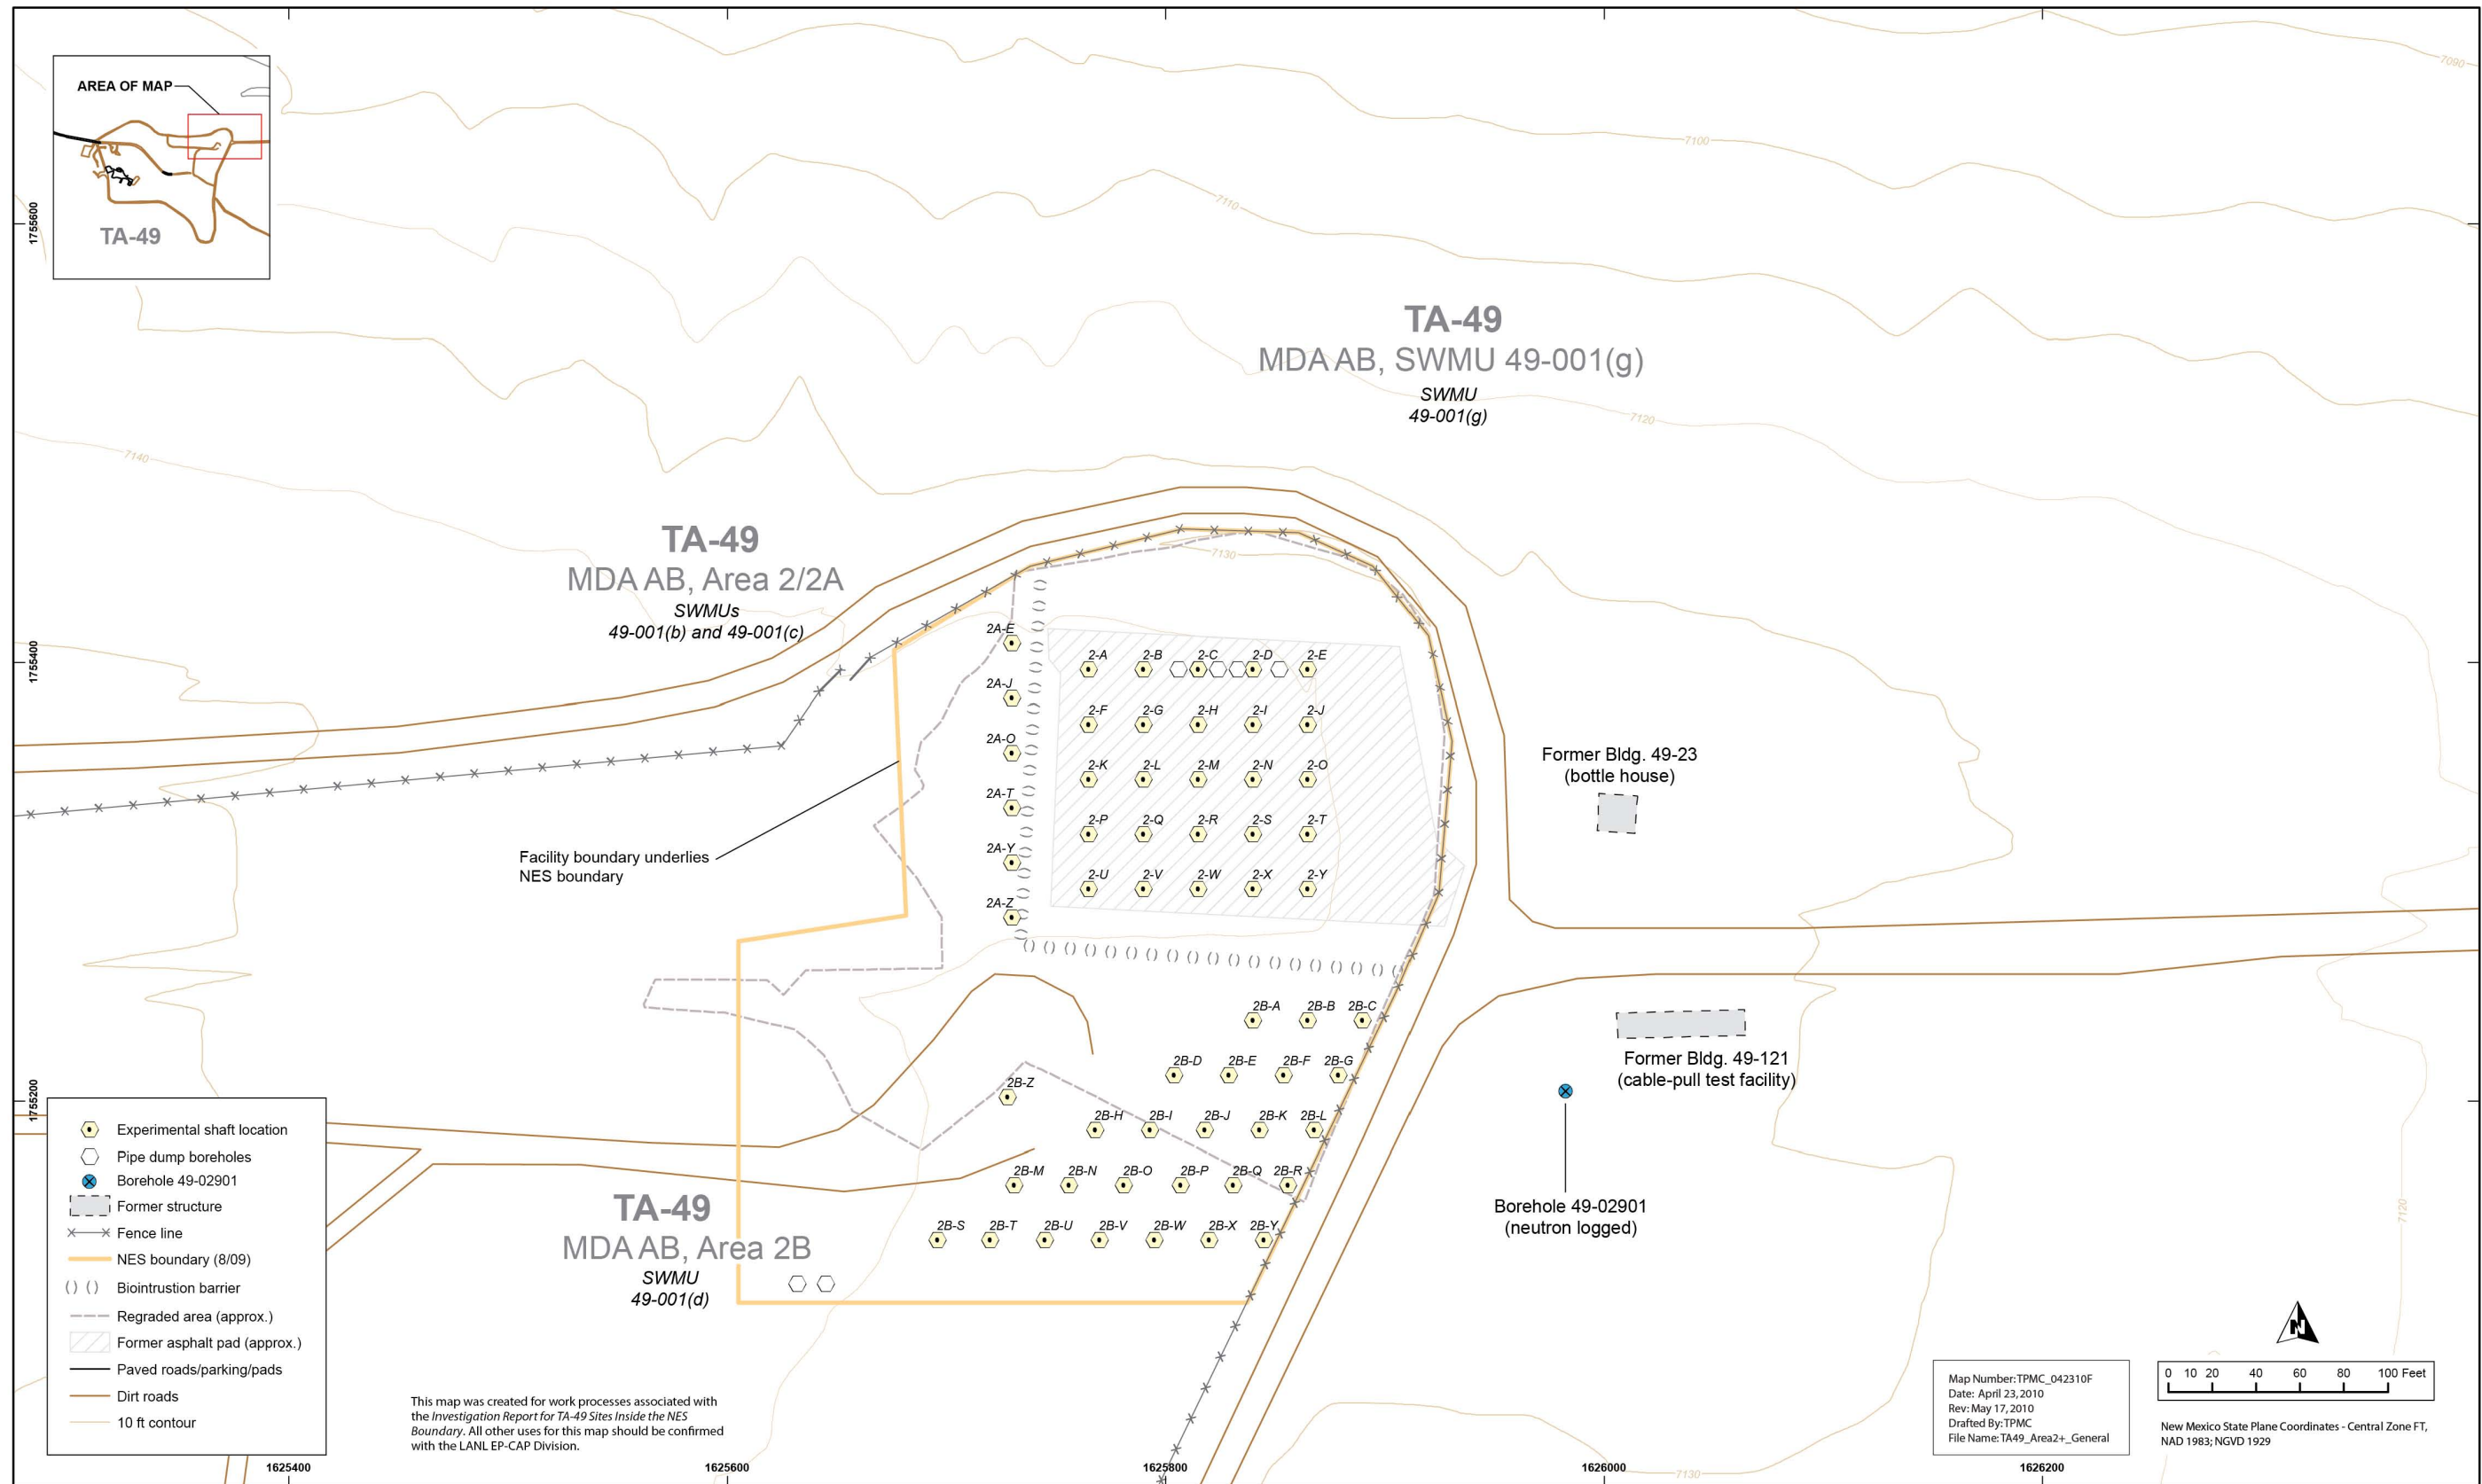 AREA OF MAP
TA-49
7090
7100
7110
7120
7140
7130
7120
7130
1755600
1755400
1755200
TA-49
MDA AB, SWMU 49-001(g)
SWMU
49-001(g)
TA-49
MDA AB, Area 2/2A
SWMUs
49-001(b) and 49-001(c)
2A-E
2A-J
2A-O
2A-T
2A-Y
2A-Z
2-A 2-B 2-C 2-D 2-E
2-F 2-G 2-H 2-I 2-J
2-K 2-L 2-M 2-N 2-O
2-P 2-Q 2-R 2-S 2-T
2-U 2-V 2-W 2-X 2-Y
Former Bldg. 49-23
(bottle house)
Facility boundary underlies
NES boundary
2B-A 2B-B 2B-C
2B-D 2B-E 2B-F 2B-G
2B-Z
2B-H 2B-I 2B-J 2B-K 2B-L
2B-M 2B-N 2B-O 2B-P 2B-Q 2B-R
2B-S 2B-T 2B-U 2B-V 2B-W 2B-X 2B-Y
Former Bldg. 49-121
(cable-pull test facility)
Borehole 49-02901
(neutron logged)
TA-49
MDA AB, Area 2B
SWMU
49-001(d)
Experimental shaft location
Pipe dump boreholes
Borehole 49-02901
Former structure
Fence line
NES boundary (8/09)
Biointrustion barrier
Regraded area (approx.)
Former asphalt pad (approx.)
Paved roads/parking/pads
Dirt roads
10 ft contour
This map was created for work processes associated with
the Investigation Report for TA-49 Sites Inside the NES
Boundary. All other uses for this map should be confirmed
with the LANL EP-CAP Division.
N
Map Number: TPMC_042310F
Date: April 23, 2010
Rev: May 17, 2010
Drafted By: TPMC
File Name: TA49_Area2+_General
0 10 20 40 60 80 100 Feet
New Mexico State Plane Coordinates - Central Zone FT,
NAD 1983; NGVD 1929
1625400 1625600 1625800 1626000 1626200